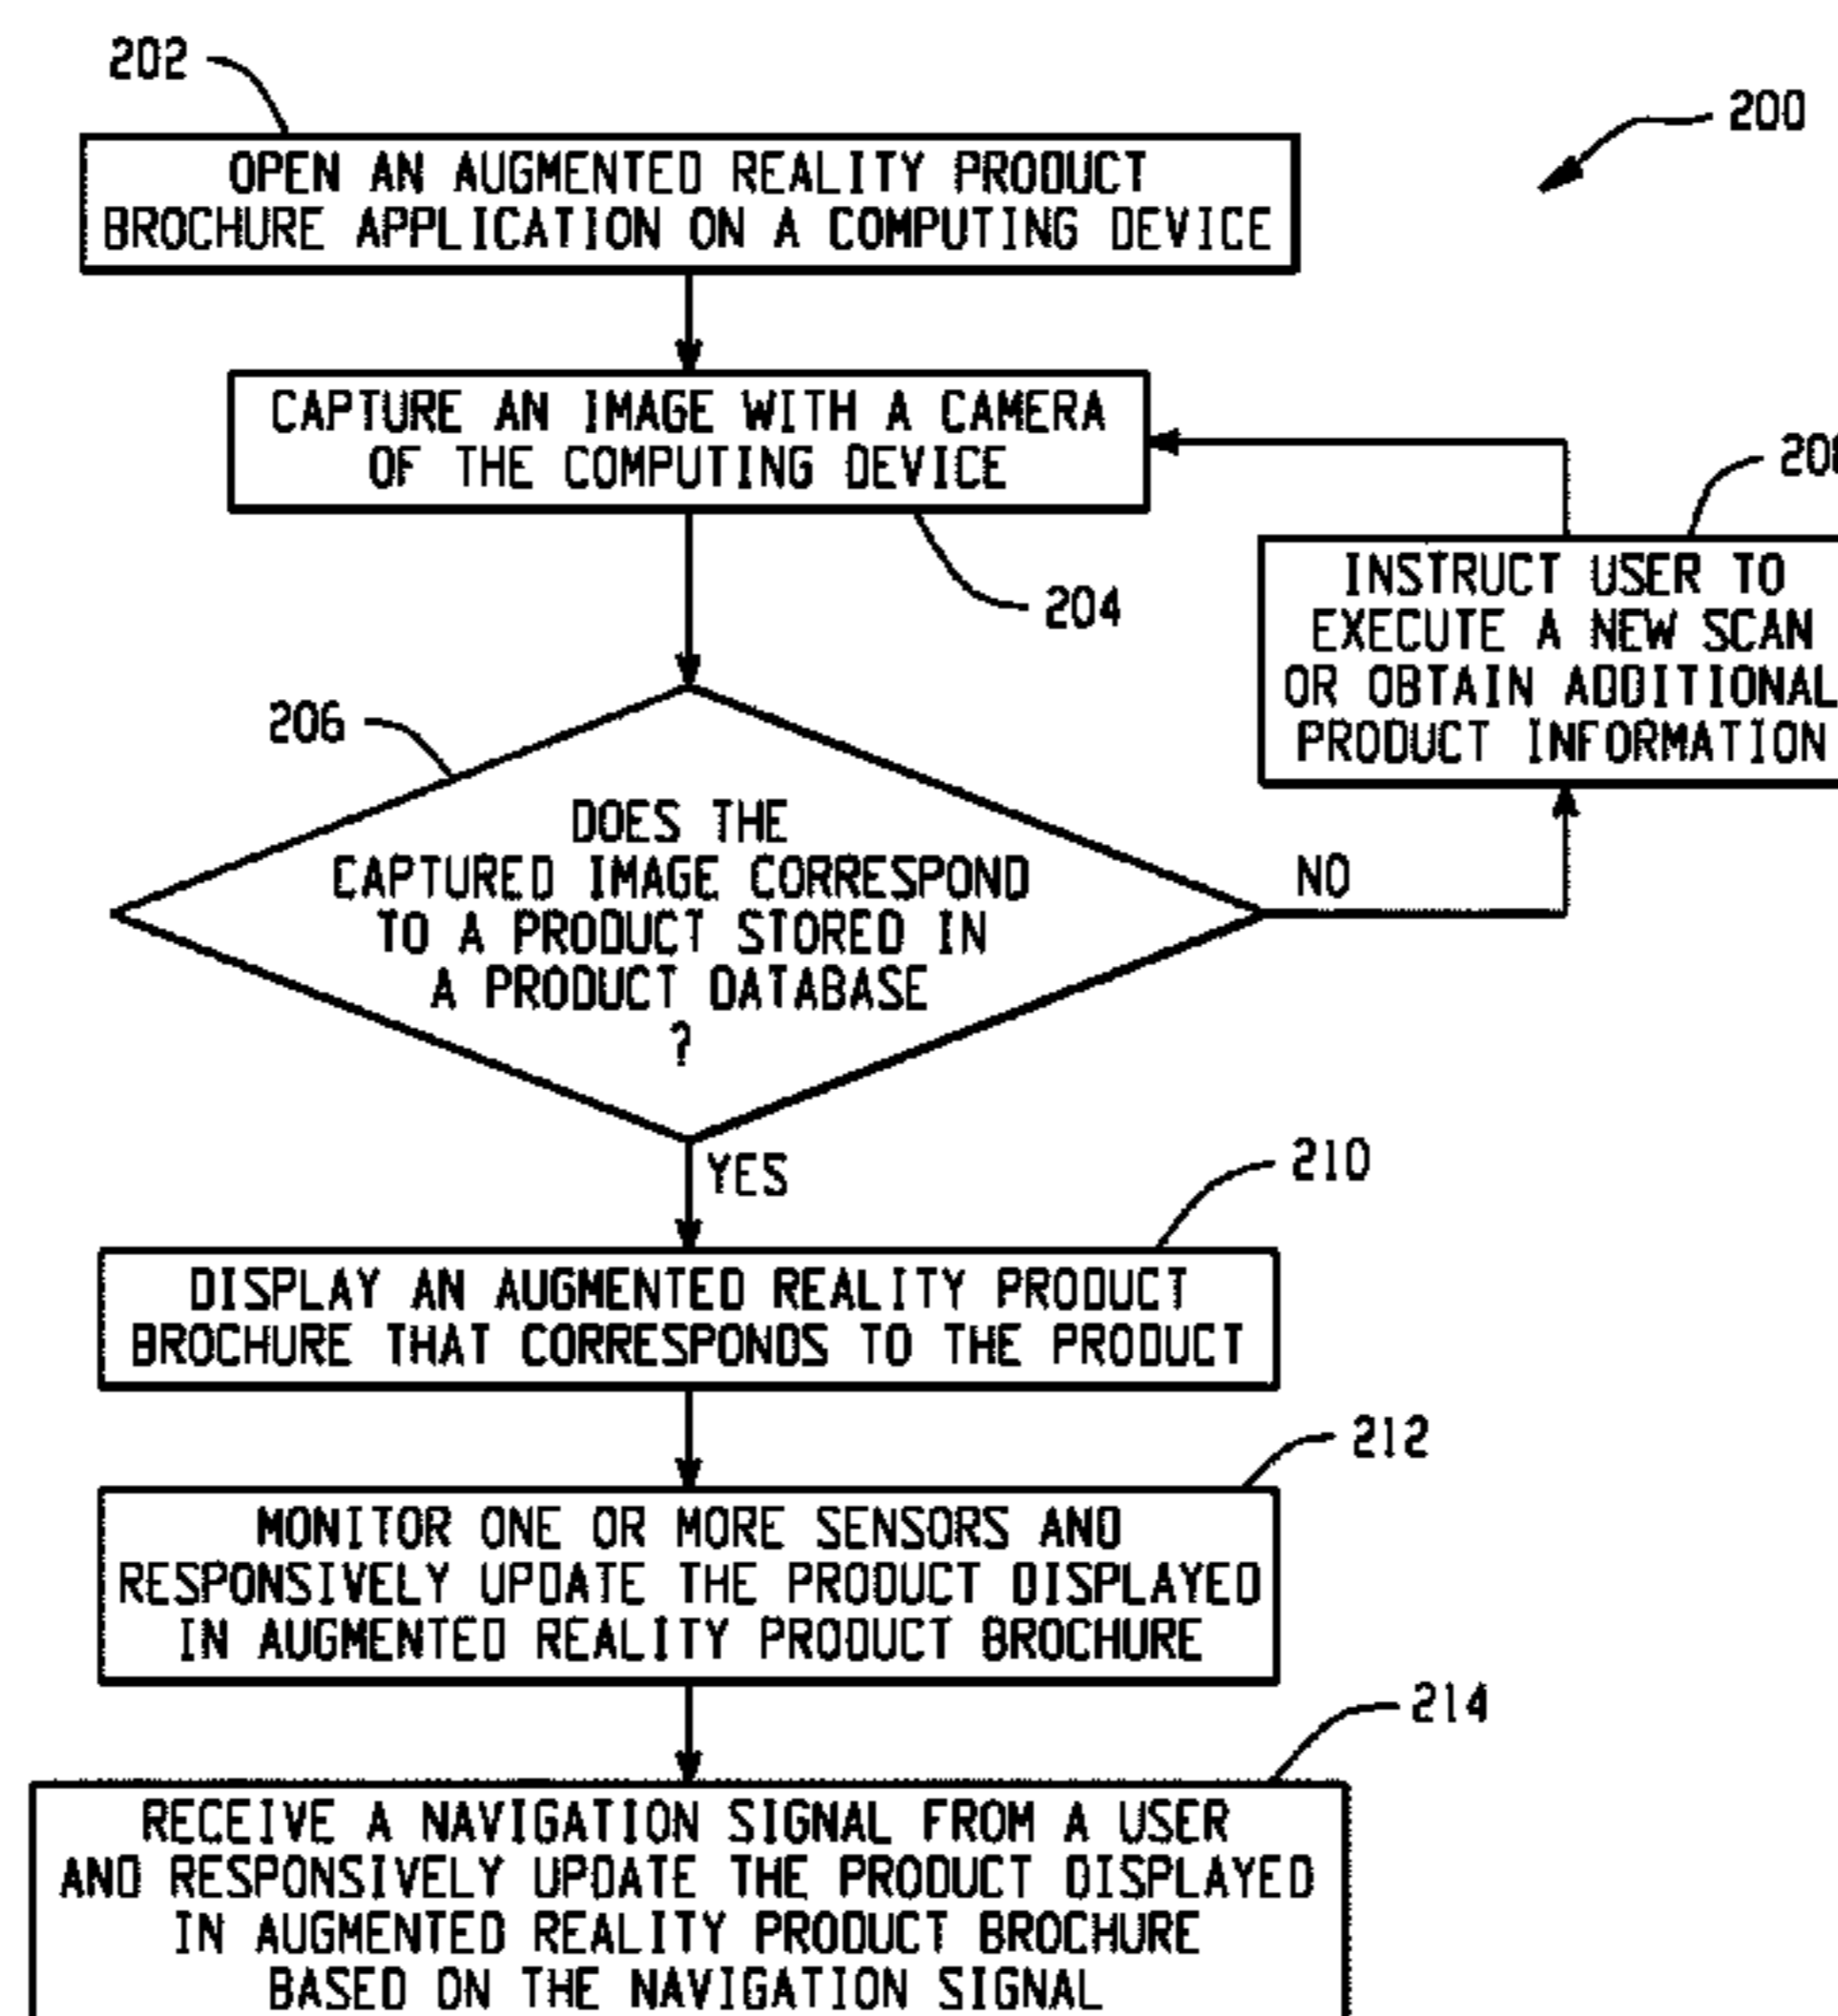 202
200
OPEN AN AUGMENTED REALITY PRODUCT
BROCHURE APPLICATION ON A COMPUTING DEVICE
CAPTURE AN IMAGE WITH A CAMERA
OF THE COMPUTING DEVICE
204
INSTRUCT USER TO
EXECUTE A NEW SCAN
OR OBTAIN ADDITIONAL
PRODUCT INFORMATION
206
DOES THE
CAPTURED IMAGE CORRESPOND
TO A PRODUCT STORED IN
A PRODUCT DATABASE
?
NO
YES
210
DISPLAY AN AUGMENTED REALITY PRODUCT
BROCHURE THAT CORRESPONDS TO THE PRODUCT
212
MONITOR ONE OR MORE SENSORS AND
RESPONSIVELY UPDATE THE PRODUCT DISPLAYED
IN AUGMENTED REALITY PRODUCT BROCHURE
214
RECEIVE A NAVIGATION SIGNAL FROM A USER
AND RESPONSIVELY UPDATE THE PRODUCT DISPLAYED
IN AUGMENTED REALITY PRODUCT BROCHURE
BASED ON THE NAVIGATION SIGNAL